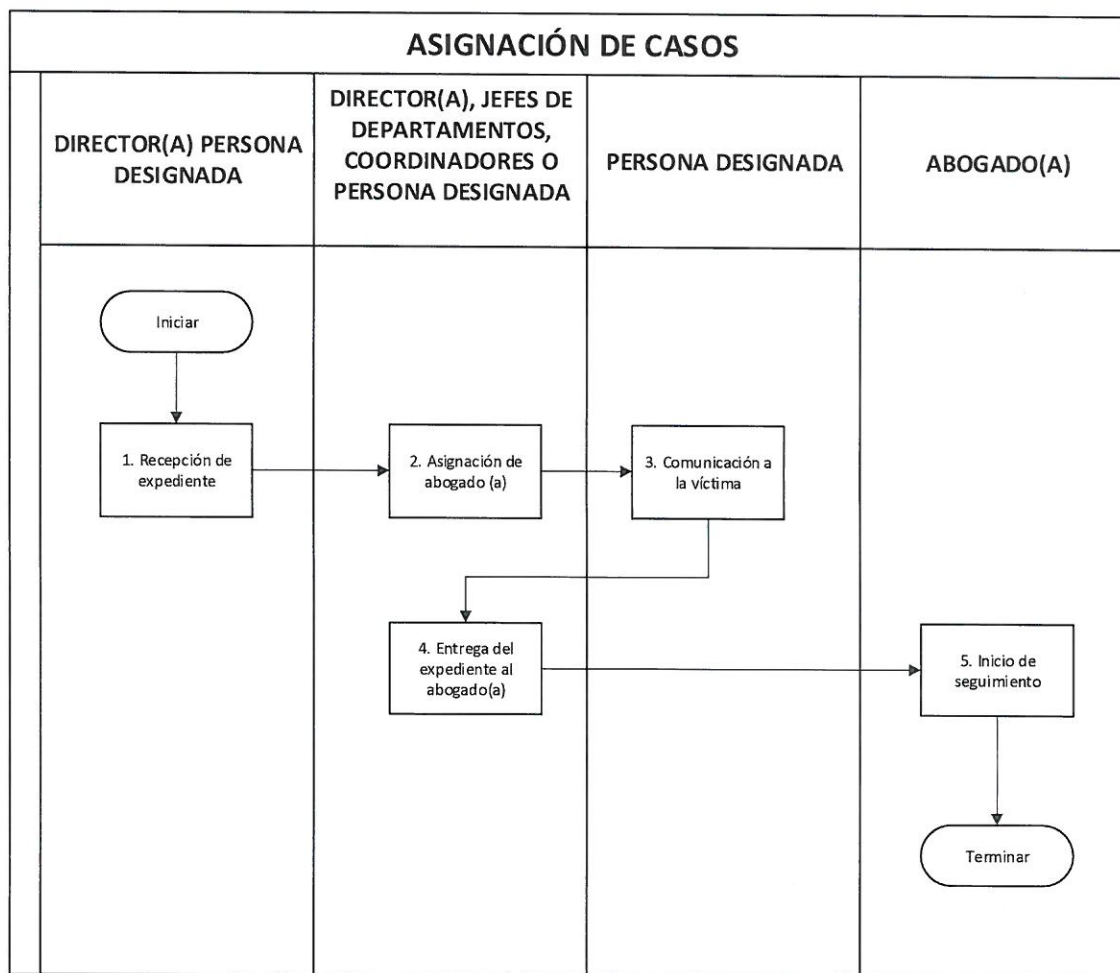 ASIGNACIÓN DE CASOS
DIRECTOR(A) PERSONA
DESIGNADA
DIRECTOR(A), JEFES DE
DEPARTAMENTOS,
COORDINADORES O
PERSONA DESIGNADA
PERSONA DESIGNADA
ABOGADO(A)
Iniciar
1. Recepción de
expediente
2. Asignación de
abogado (a)
3. Comunicación a
la víctima
4. Entrega del
expediente al
abogado(a)
5. Inicio de
seguimiento
Terminar